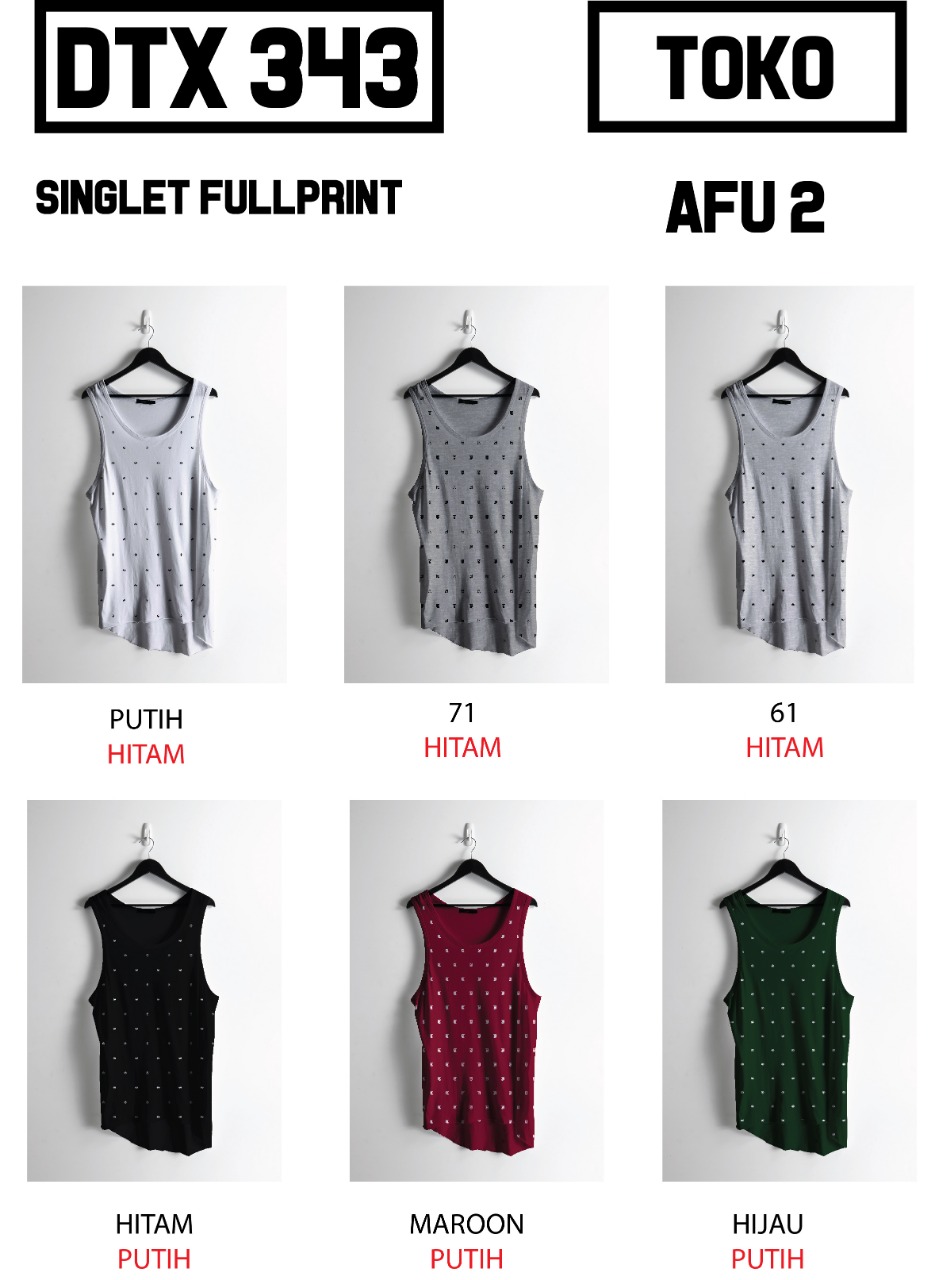 DTX 343
TOKO
SINGLET FULLPRINT
AFU 2
PUTIH
HITAM
71
HITAM
61
HITAM
HITAM
PUTIH
MAROON
PUTIH
HIJAU
PUTIH